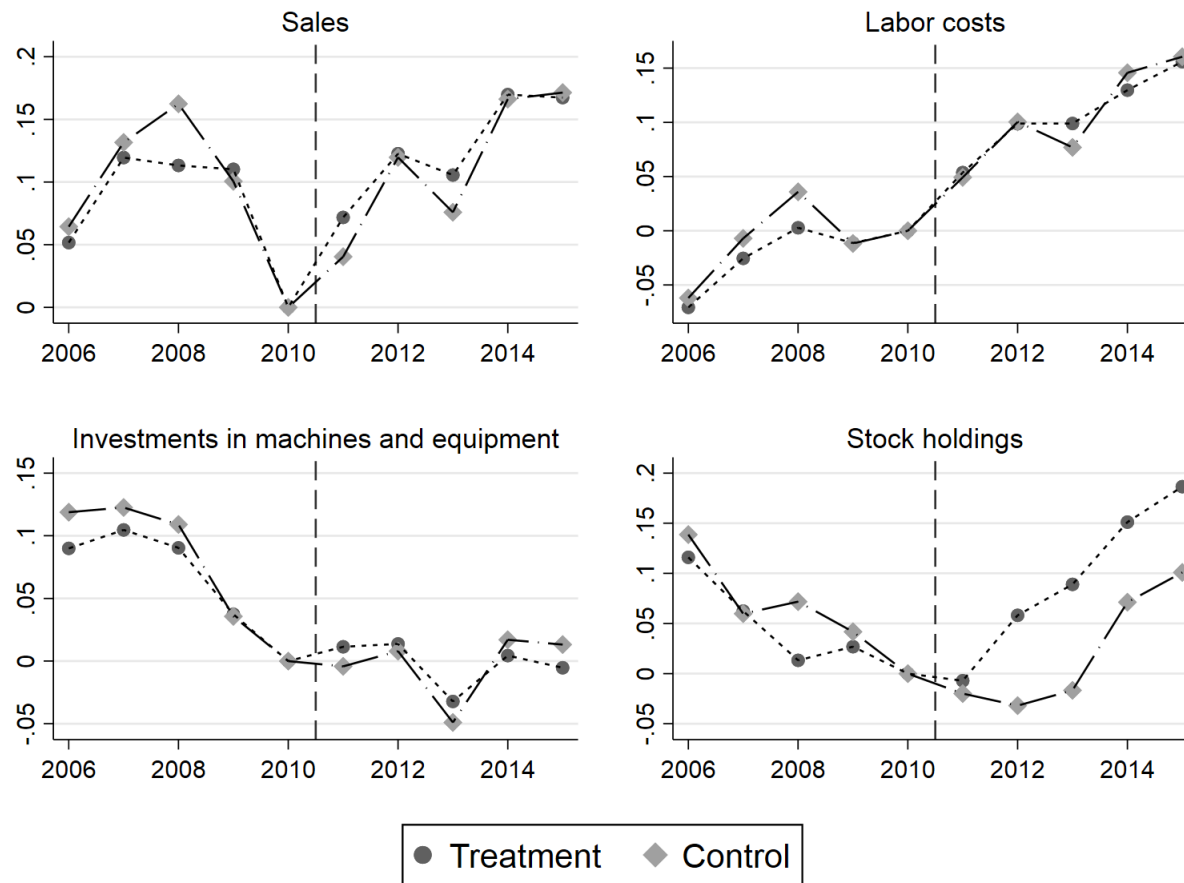 Sales
.2
.15
.1
.05
0
2006 2008 2010 2012 2014
Labor costs
.15
.1
.05
0
-.05
2006 2008 2010 2012 2014
Investments in machines and equipment
.15
.1
.05
0
-.05
2006 2008 2010 2012 2014
Stock holdings
.2
.15
.1
.05
0
-.05
2006 2008 2010 2012 2014
Treatment Control